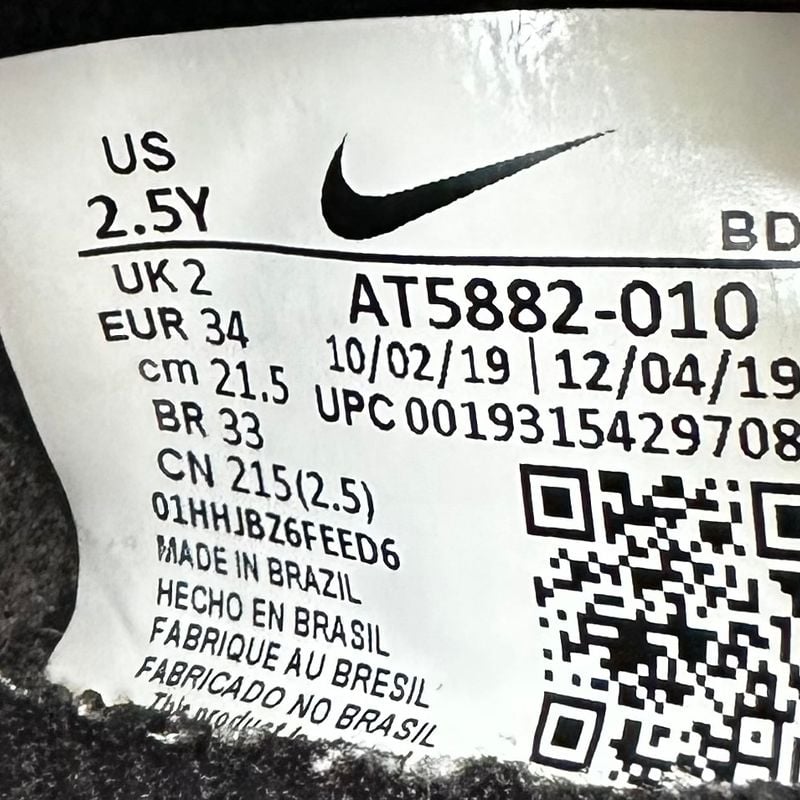 US
2.5Y
BD
UK 2
EUR 34
cm 21.5
BR 33
CN 215(2.5)
AT5882-010
10/02/19 | 12/04/19
UPC 0019315429708
01HHJBZ6FEED6
MADE IN BRAZIL
HECHO EN BRASIL
FABRIQUE AU BRESIL
FABRICADO NO BRASIL
This product